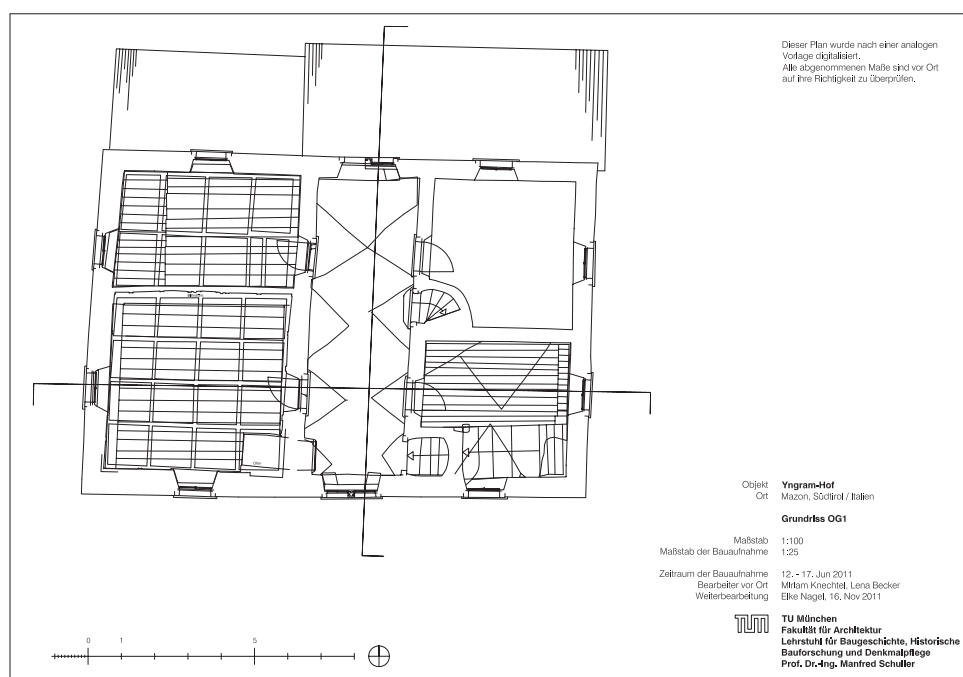 Dieser Plan wurde nach einer analogen
Vorlage digitalisiert.
Alle abgenommenen Maße sind vor Ort
auf ihre Richtigkeit zu überprüfen.
Objekt Yngram-Hof
Ort Mazon, Südtirol / Italien
Grundriss OG1
Maßstab 1:100
Maßstab der Bauaufnahme 1:25
Zeitraum der Bauaufnahme 12. - 17. Jun 2011
Bearbeiter vor Ort Miriam Knechtel, Lena Becker
Weiterbearbeitung Elke Nagel, 16. Nov 2011
TUM
TU München
Fakultät für Architektur
Lehrstuhl für Baugeschichte, Historische
Bauforschung und Denkmalpflege
Prof. Dr.-Ing. Manfred Schuller
0 1 5